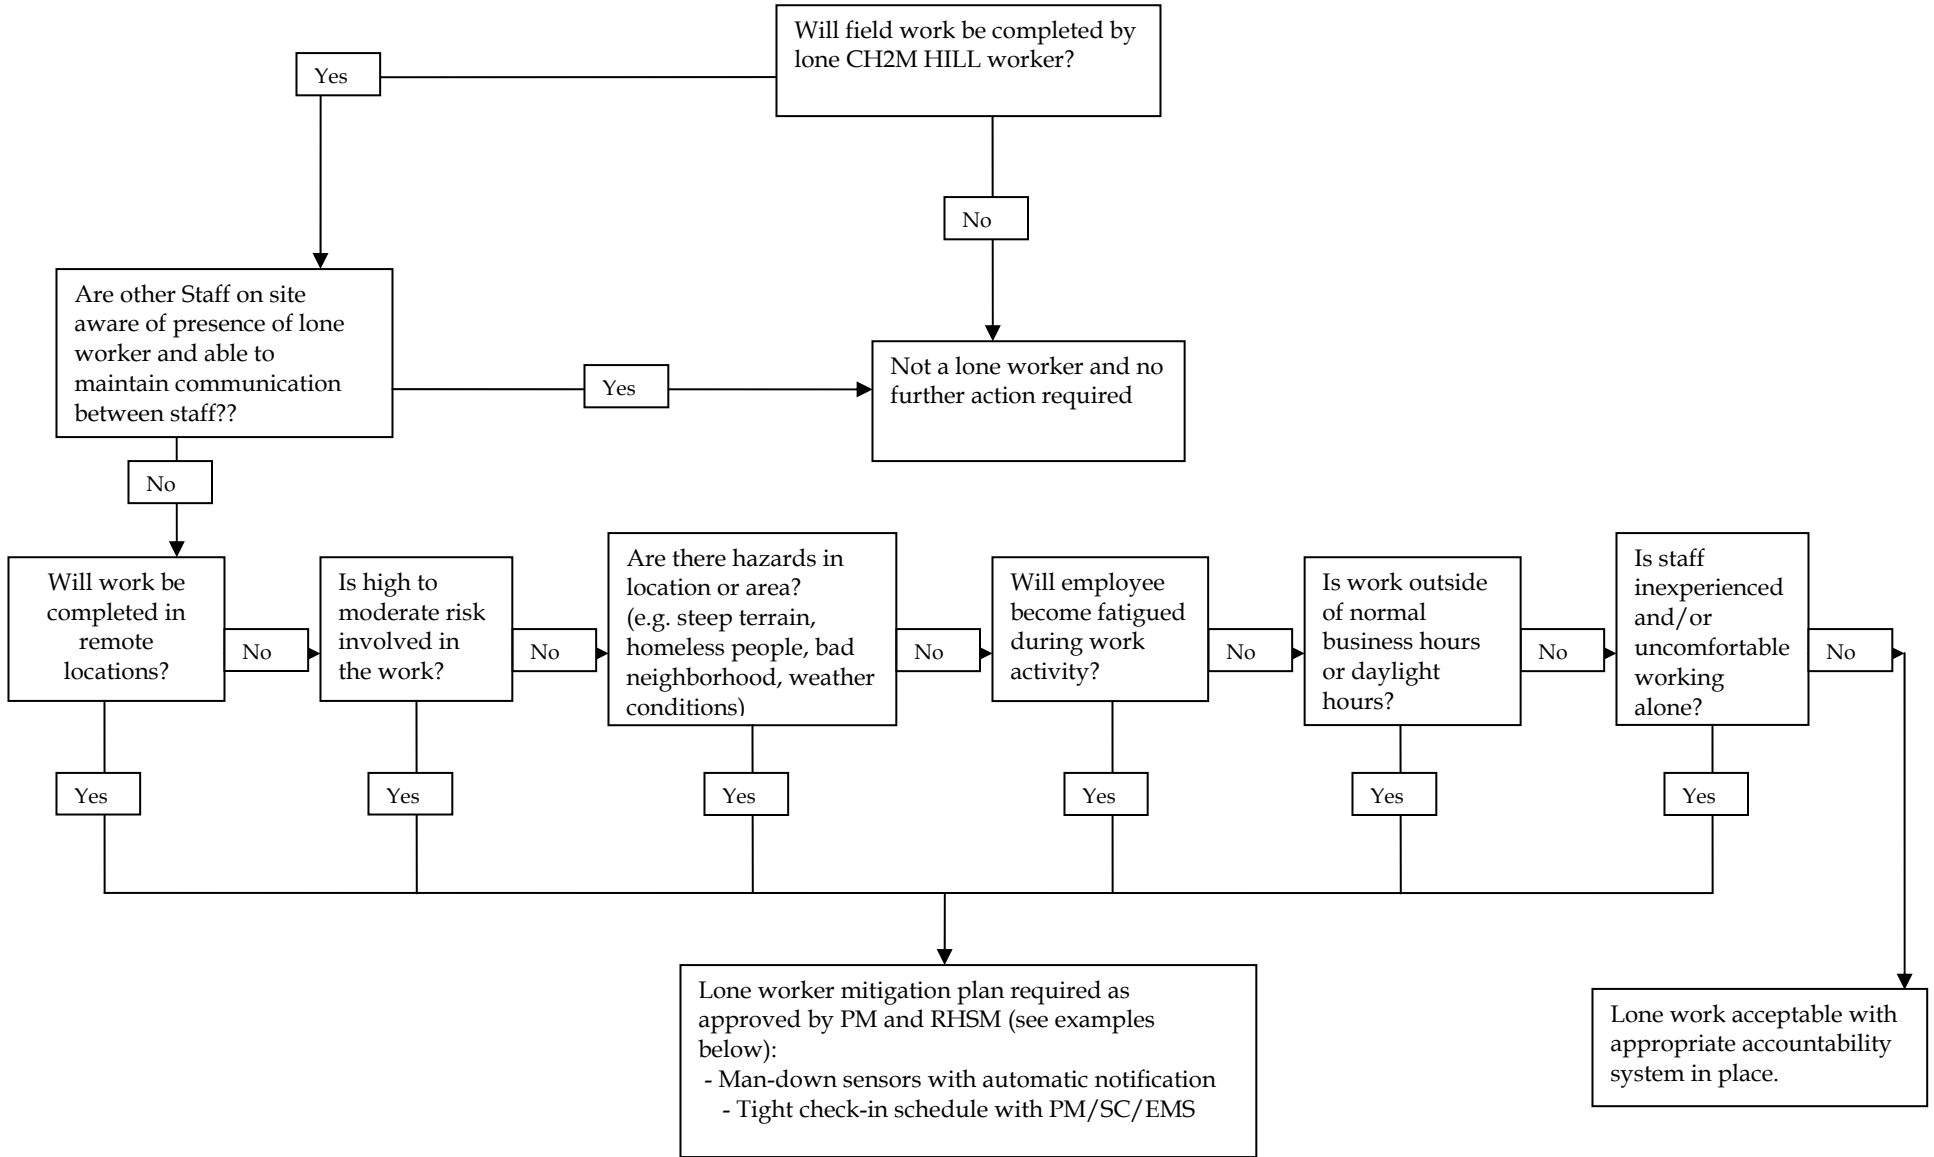 Will field work be completed by
lone CH2M HILL worker?
Yes
No
Are other Staff on site
aware of presence of lone
worker and able to
maintain communication
between staff??
Yes
Not a lone worker and no
further action required
No
Will work be
completed in
remote
locations?
No
Is high to
moderate risk
involved in
the work?
No
Are there hazards in
location or area?
(e.g. steep terrain,
homeless people, bad
neighborhood, weather
conditions)
No
Will employee
become fatigued
during work
activity?
No
Is work outside
of normal
business hours
or daylight
hours?
No
Is staff
inexperienced
and/or
uncomfortable
working
alone?
No
Yes
Yes
Yes
Yes
Yes
Yes
Lone worker mitigation plan required as
approved by PM and RHSM (see examples
below):
- Man-down sensors with automatic notification
- Tight check-in schedule with PM/SC/EMS
Lone work acceptable with
appropriate accountability
system in place.